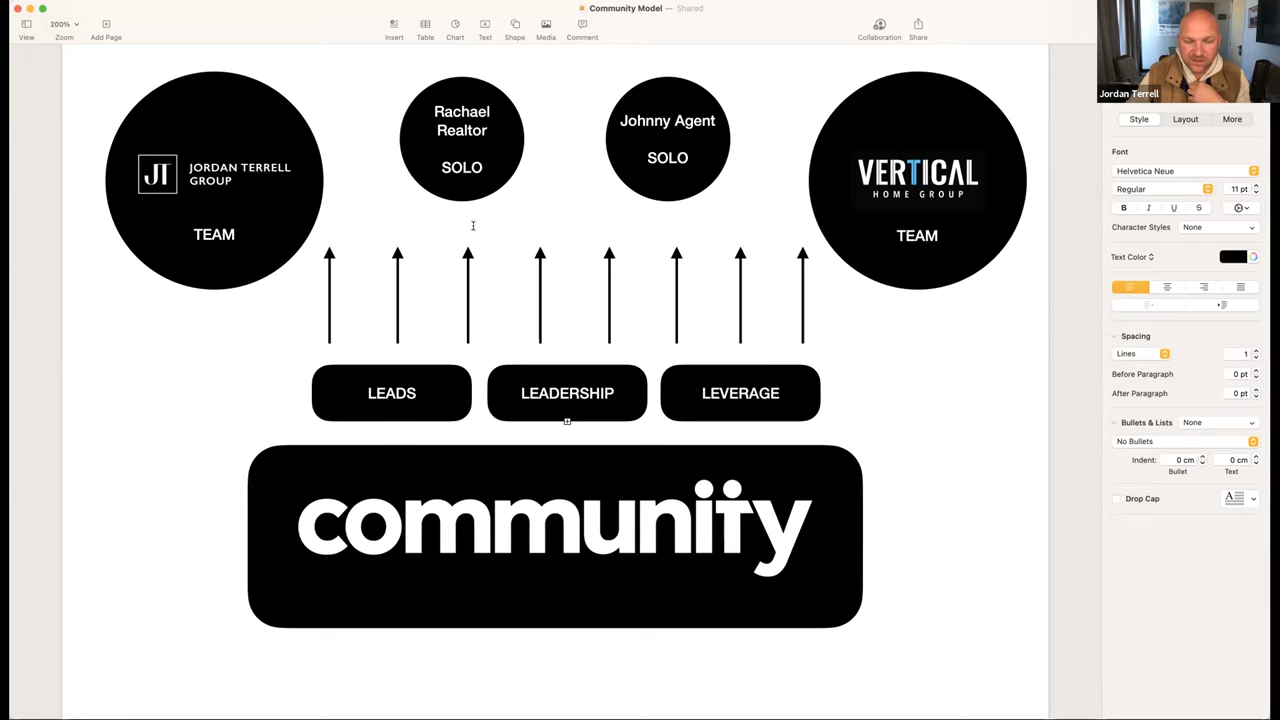 Community Model — Shared
200%
View
Zoom
Add Page
Insert
Table
Chart
Text
Shape
Media
Comment
Collaboration
Share
Jordan Terrell
JT
JORDAN TERRELL
GROUP
TEAM
Rachael
Realtor
SOLO
Johnny Agent
SOLO
VERTICAL
HOME GROUP
TEAM
LEADS
LEADERSHIP
LEVERAGE
community
Style
Layout
More
Font
Helvetica Neue
Regular
11 pt
B I U S
Character Styles
None
Text Color
Spacing
Lines
1
Before Paragraph
0 pt
After Paragraph
0 pt
Bullets & Lists
None
No Bullets
Indent:
0 cm
0 cm
Bullet
Text
Drop Cap